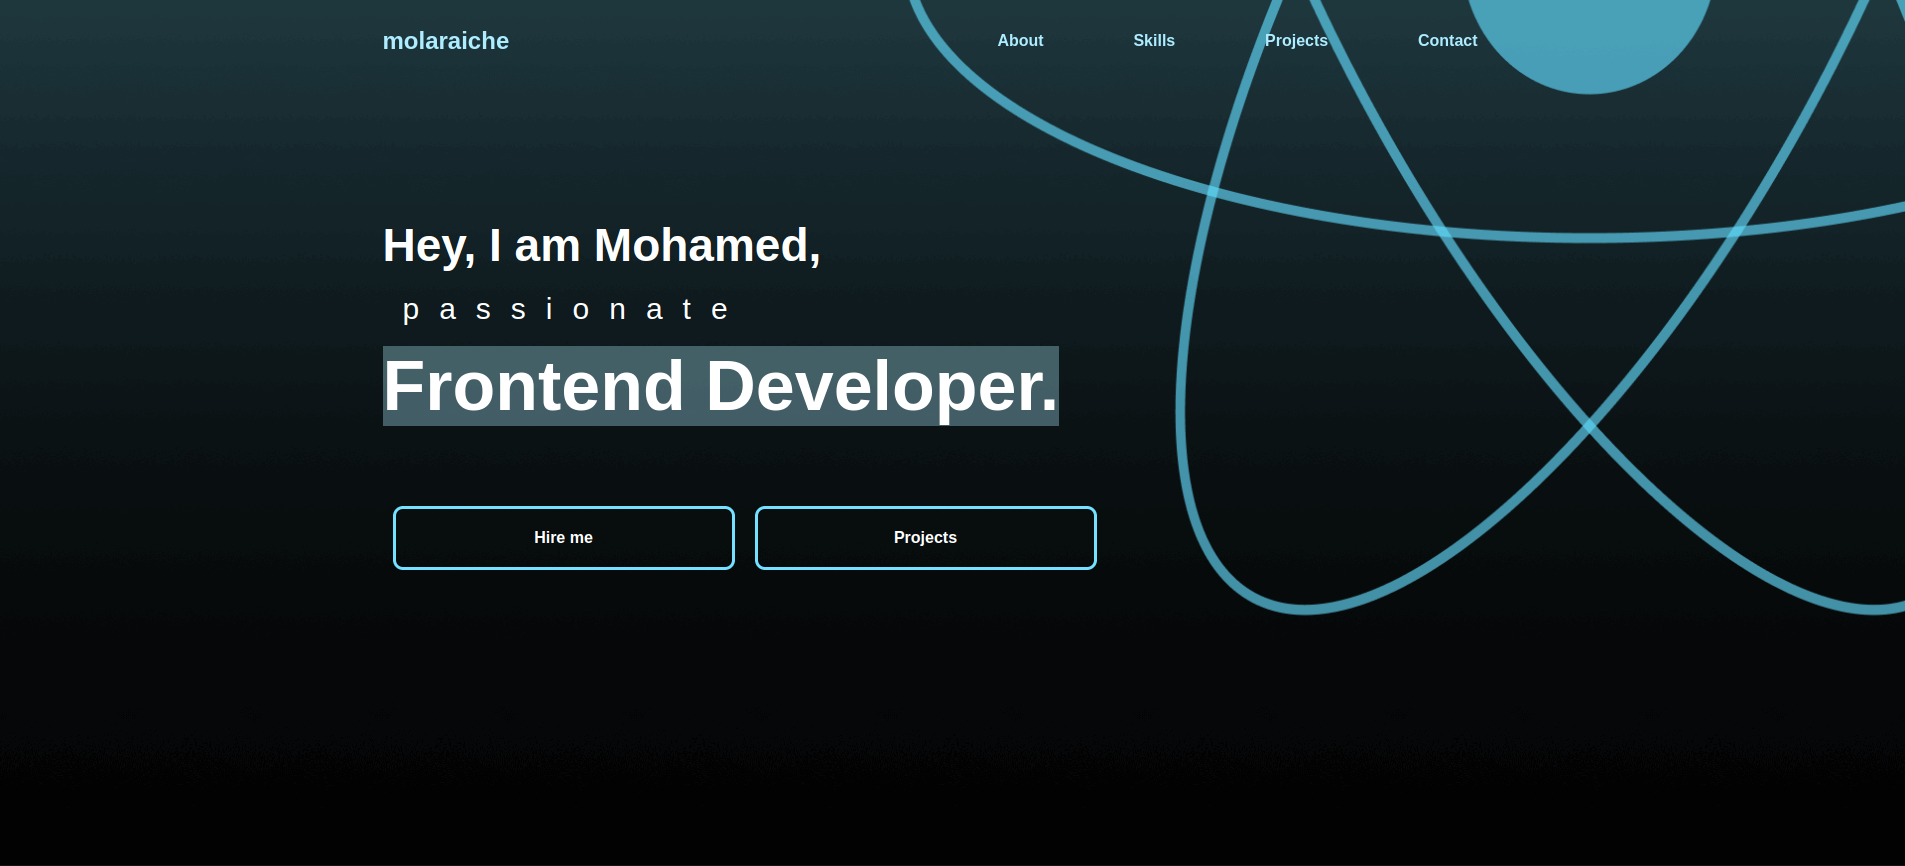 molaraiche About Skills Projects Contact
Hey, I am Mohamed,
passionate
Frontend Developer.
Hire me Projects